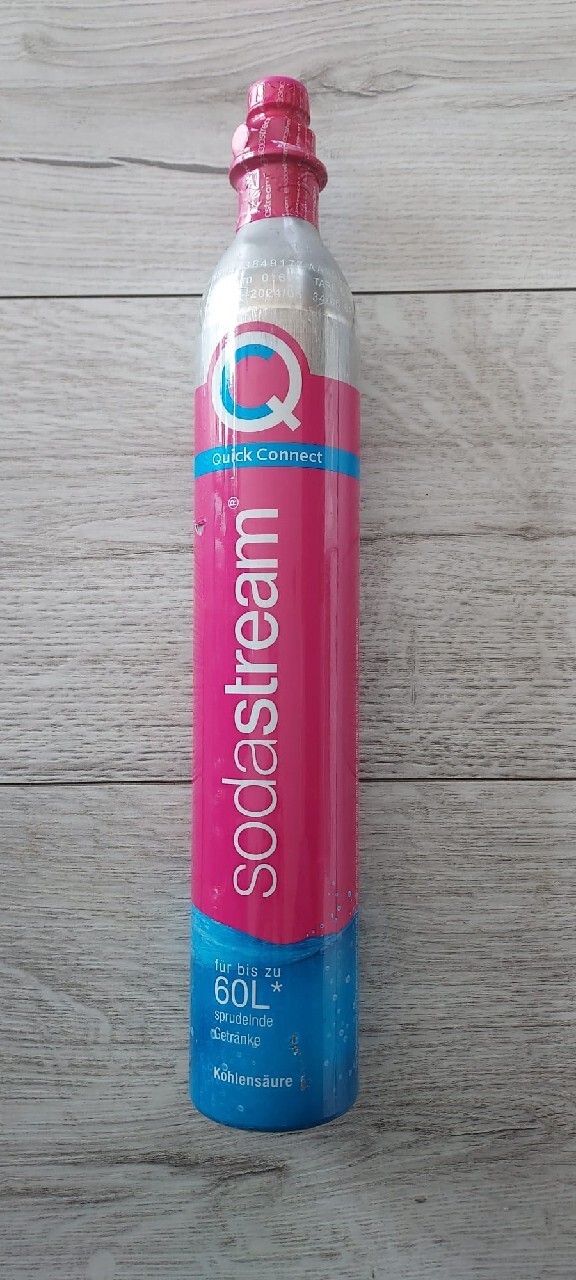 Quick Connect
sodastream®
für bis zu
60L*
sprudelnde
Getränke
Kohlensäure